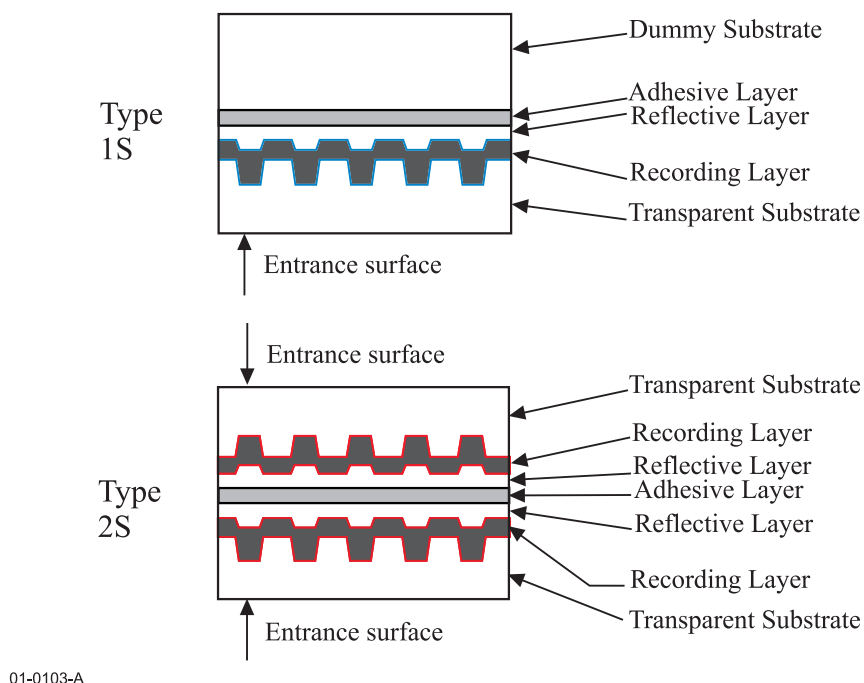 Dummy Substrate
Adhesive Layer
Reflective Layer
Type
1S
Recording Layer
Transparent Substrate
Entrance surface
Entrance surface
Transparent Substrate
Recording Layer
Reflective Layer
Adhesive Layer
Type
2S
Reflective Layer
Recording Layer
Transparent Substrate
Entrance surface
01-0103-A